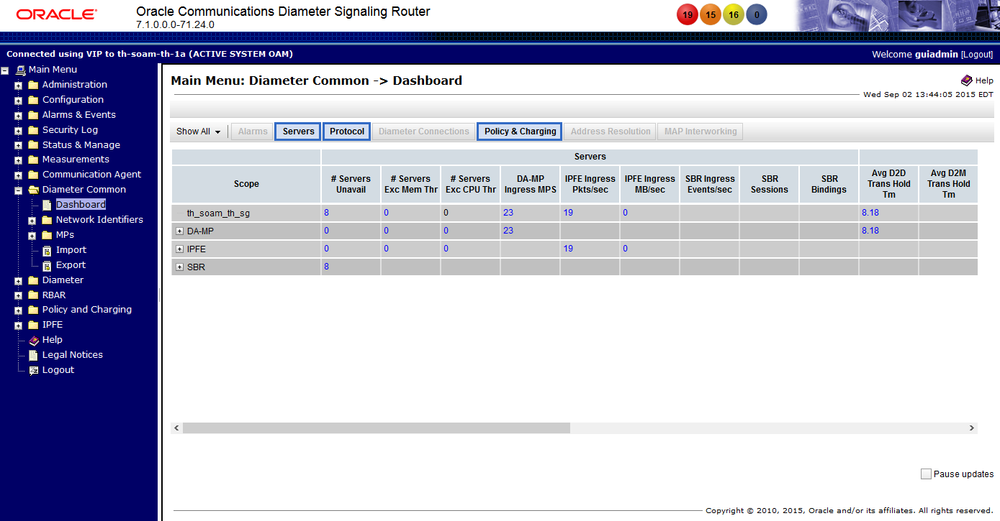 ORACLE®
Oracle Communications Diameter Signaling Router
7.1.0.0.0-71.24.0
19 15 16 0
Connected using VIP to th-soam-th-1a (ACTIVE SYSTEM OAM)
Welcome guiadmin [Logout]
Main Menu
Administration
Configuration
Alarms & Events
Security Log
Status & Manage
Measurements
Communication Agent
Diameter Common
Dashboard
Network Identifiers
MPs
Import
Export
Diameter
RBAR
Policy and Charging
IPFE
Help
Legal Notices
Logout
Main Menu: Diameter Common -> Dashboard
Help
Wed Sep 02 13:44:05 2015 EDT
Show All Alarms Servers Protocol Diameter Connections Policy & Charging Address Resolution MAP Interworking
Servers
Scope
# Servers
Unavail
# Servers
Exc Mem Thr
# Servers
Exc CPU Thr
DA-MP
Ingress MPS
IPFE Ingress
Pkts/sec
IPFE Ingress
MB/sec
SBR Ingress
Events/sec
SBR
Sessions
SBR
Bindings
Avg D2D
Trans Hold
Tm
Avg D2M
Trans Hold
Tm
th_soam_th_sg 8 0 0 23 19 0 8.18
DA-MP 0 0 0 23 8.18
IPFE 0 0 0 19 0
SBR 8
Pause updates
Copyright © 2010, 2015, Oracle and/or its affiliates. All rights reserved.